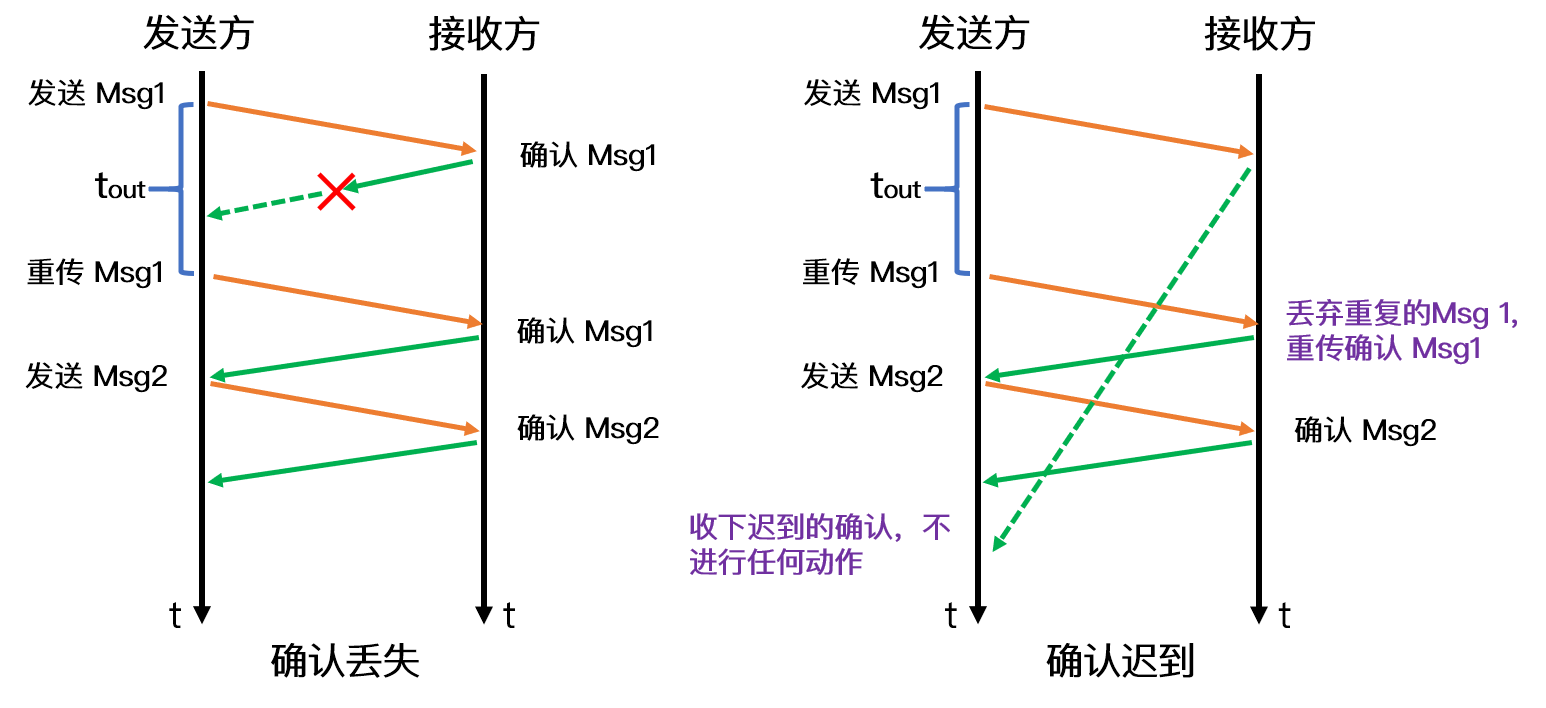 发送方
接收方
发送 Msg1
确认 Msg1
tout
重传 Msg1
确认 Msg1
发送 Msg2
确认 Msg2
t
t
确认丢失
发送方
接收方
发送 Msg1
tout
重传 Msg1
丢弃重复的Msg 1,
重传确认 Msg1
发送 Msg2
确认 Msg2
收下迟到的确认，不
进行任何动作
t
t
确认迟到